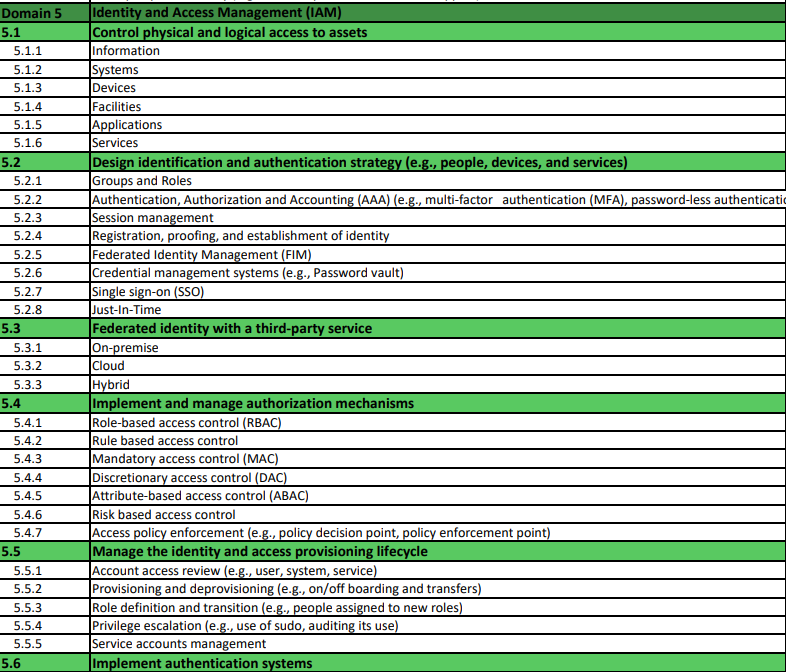 Domain 5 Identity and Access Management (IAM)
5.1 Control physical and logical access to assets
5.1.1 Information
5.1.2 Systems
5.1.3 Devices
5.1.4 Facilities
5.1.5 Applications
5.1.6 Services
5.2 Design identification and authentication strategy (e.g., people, devices, and services)
5.2.1 Groups and Roles
5.2.2 Authentication, Authorization and Accounting (AAA) (e.g., multi-factor authentication (MFA), password-less authenticatio
5.2.3 Session management
5.2.4 Registration, proofing, and establishment of identity
5.2.5 Federated Identity Management (FIM)
5.2.6 Credential management systems (e.g., Password vault)
5.2.7 Single sign-on (SSO)
5.2.8 Just-In-Time
5.3 Federated identity with a third-party service
5.3.1 On-premise
5.3.2 Cloud
5.3.3 Hybrid
5.4 Implement and manage authorization mechanisms
5.4.1 Role-based access control (RBAC)
5.4.2 Rule based access control
5.4.3 Mandatory access control (MAC)
5.4.4 Discretionary access control (DAC)
5.4.5 Attribute-based access control (ABAC)
5.4.6 Risk based access control
5.4.7 Access policy enforcement (e.g., policy decision point, policy enforcement point)
5.5 Manage the identity and access provisioning lifecycle
5.5.1 Account access review (e.g., user, system, service)
5.5.2 Provisioning and deprovisioning (e.g., on/off boarding and transfers)
5.5.3 Role definition and transition (e.g., people assigned to new roles)
5.5.4 Privilege escalation (e.g., use of sudo, auditing its use)
5.5.5 Service accounts management
5.6 Implement authentication systems